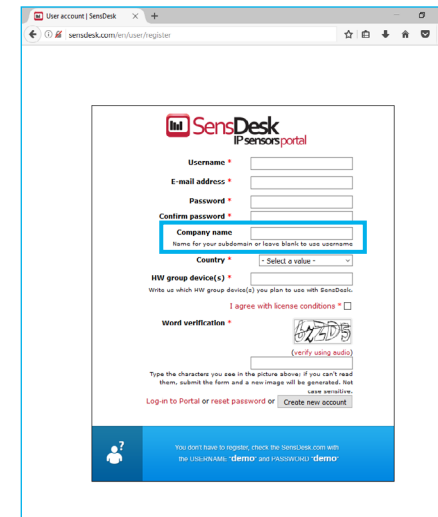 User account | SensDesk
sensdesk.com/en/user/register
SensDesk
IP sensors portal
Username *
E-mail address *
Password *
Confirm password *
Company name
Name for your subdomain or leave blank to use username
Country *
- Select a value -
HW group device(s) *
Write us which HW group device(s) you plan to use with SensDesk.
I agree with license conditions *
Word verification *
(verify using audio)
Type the characters you see in the picture above; if you can't read
them, submit the form and a new image will be generated. Not
case sensitive.
Log-in to Portal or reset password or Create new account
You don't have to register, check the SensDesk.com with
the USERNAME "demo" and PASSWORD "demo"